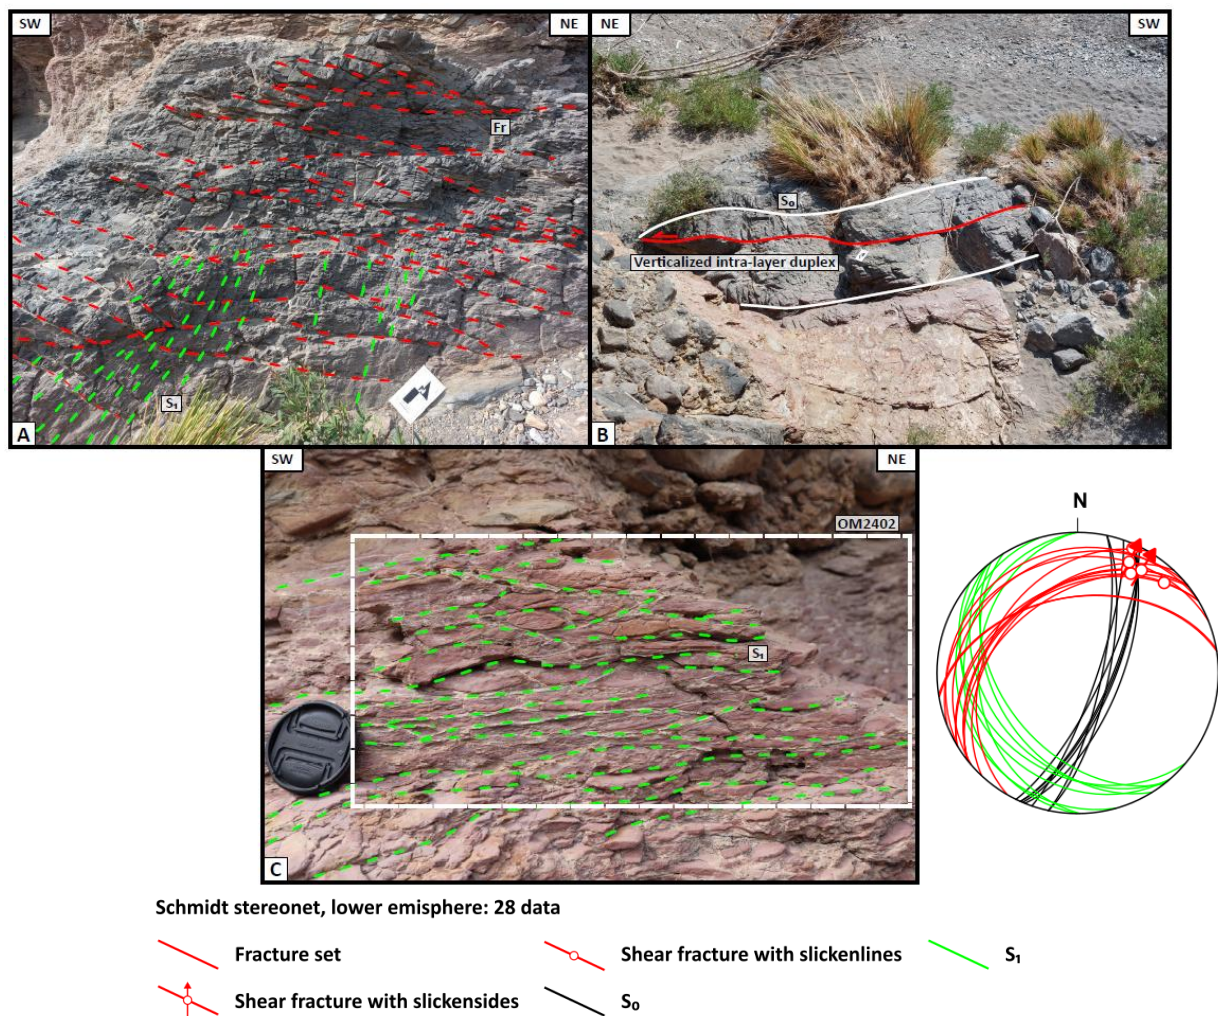 SW
NE
NE
SW
Fr
S₀
Verticalized intra-layer duplex
S₁
A
B
SW
NE
OM2402
N
S₁
C
Schmidt stereonet, lower emisphere: 28 data
Fracture set
Shear fracture with slickenlines
S₁
Shear fracture with slickensides
S₀